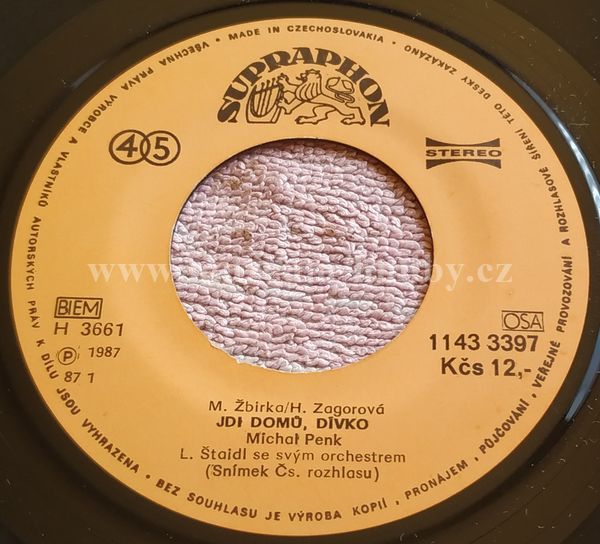 VŠECHNA PRÁVA VÝROBCE A VLASTNÍKŮ AUTORSKÝCH PRÁV K DÍLU JSOU VYHRAZENA • BEZ SOUHLASU JE VÝROBA KOPIÍ, PRONÁJEM, PŮJČOVÁNÍ, VEŘEJNÉ PROVOZOVÁNÍ A ROZHLASOVÉ ŠÍŘENÍ TÉTO DESKY ZAKÁZÁNO • MADE IN CZECHOSLOVAKIA •
SUPRAPHON
45
STEREO
BIEM
H 3661
Ⓟ 1987
87 1
OSA
1143 3397
Kčs 12,-
M. Žbirka/H. Zagorová
JDI DOMŮ, DÍVKO
Michal Penk
L. Štaidl se svým orchestrem
(Snímek Čs. rozhlasu)